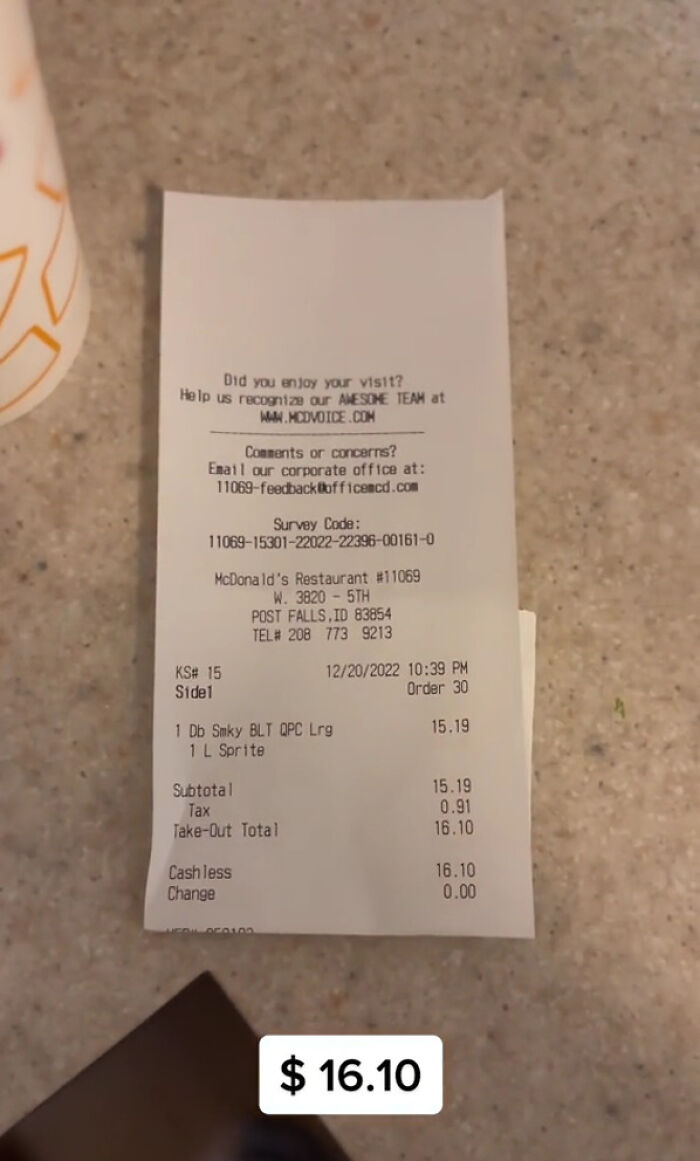 Did you enjoy your visit?
Help us recognize our AWESOME TEAM at
WWW.MCDVOICE.COM
Comments or concerns?
Email our corporate office at:
11069-feedback@officemcd.com
Survey Code:
11069-15301-22022-22396-00161-0
McDonald's Restaurant #11069
W. 3820 - 5TH
POST FALLS,ID 83854
TEL# 208 773 9213
KS# 15 12/20/2022 10:39 PM
Side1 Order 30
1 Db Smky BLT QPC Lrg 15.19
1 L Sprite
Subtotal 15.19
Tax 0.91
Take-Out Total 16.10
Cashless 16.10
Change 0.00
$ 16.10